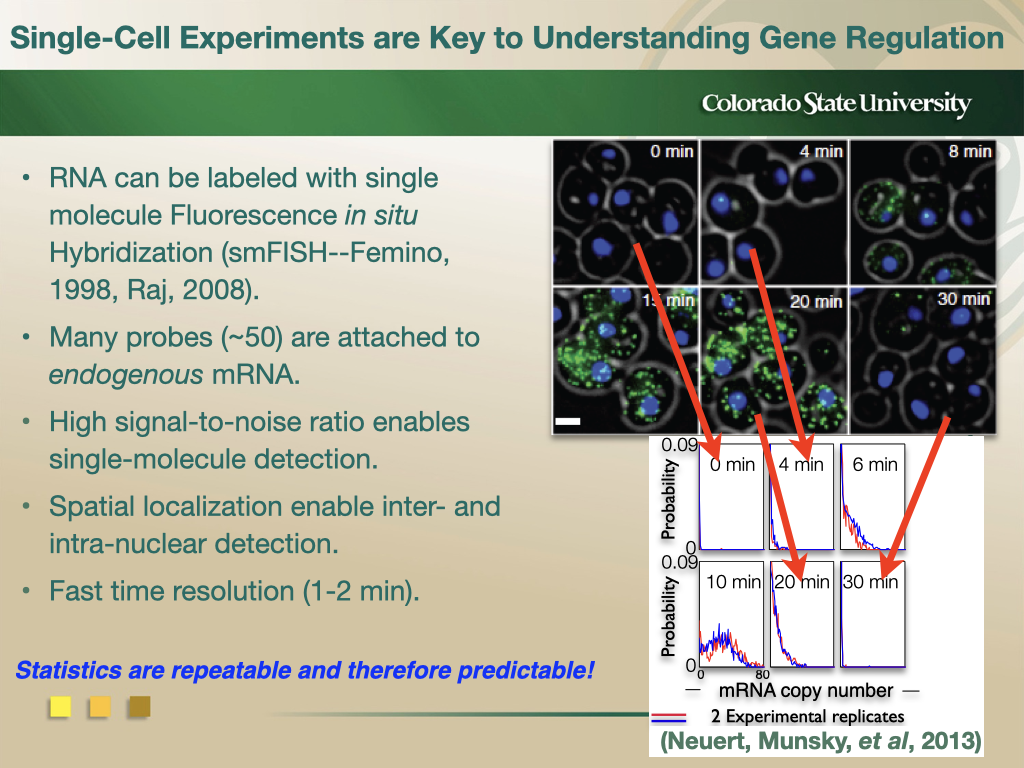 Single-Cell Experiments are Key to Understanding Gene Regulation
Colorado State University
• RNA can be labeled with single
molecule Fluorescence in situ
Hybridization (smFISH--Femino,
1998, Raj, 2008).
• Many probes (~50) are attached to
endogenous mRNA.
• High signal-to-noise ratio enables
single-molecule detection.
• Spatial localization enable inter- and
intra-nuclear detection.
• Fast time resolution (1-2 min).
Statistics are repeatable and therefore predictable!
0 min
4 min
8 min
15 min
20 min
30 min
0.09
Probability
0
0 min
4 min
6 min
0.09
Probability
0
10 min
20 min
30 min
0
80
mRNA copy number
2 Experimental replicates
(Neuert, Munsky, et al, 2013)